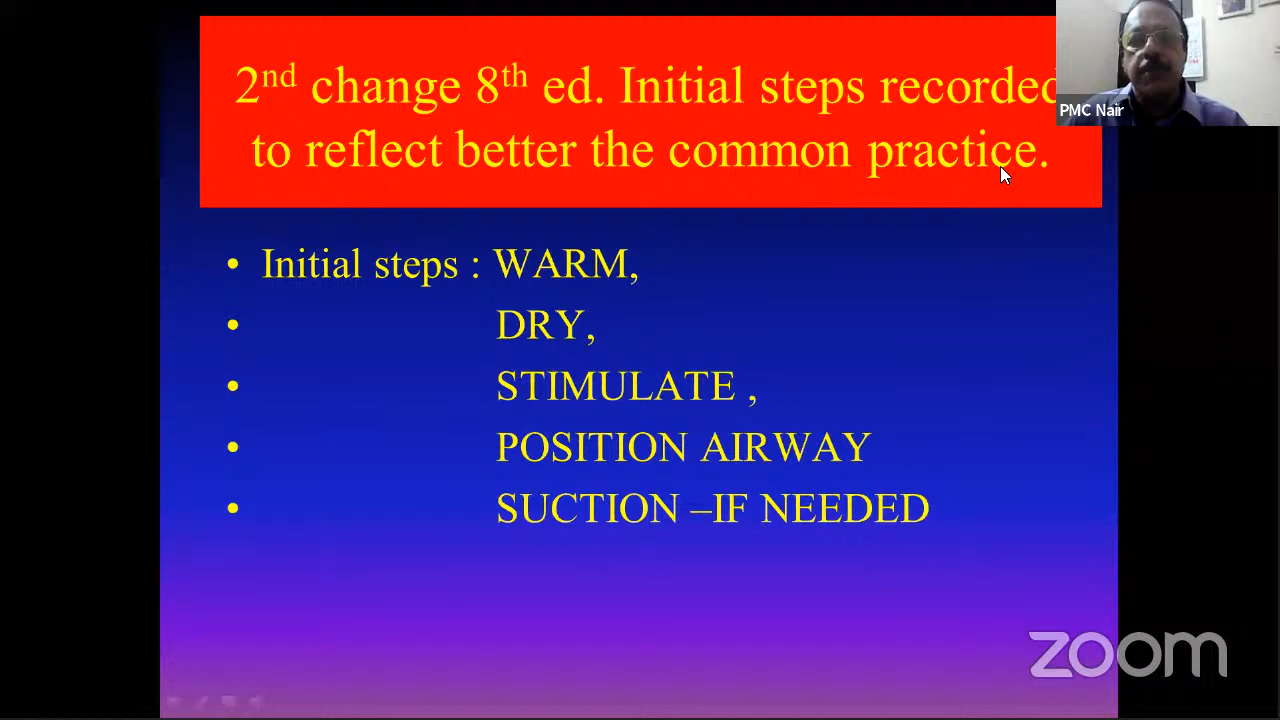 2nd change 8th ed. Initial steps recorded
to reflect better the common practice.
PMC Nair
• Initial steps : WARM,
• DRY,
• STIMULATE ,
• POSITION AIRWAY
• SUCTION –IF NEEDED
zoom